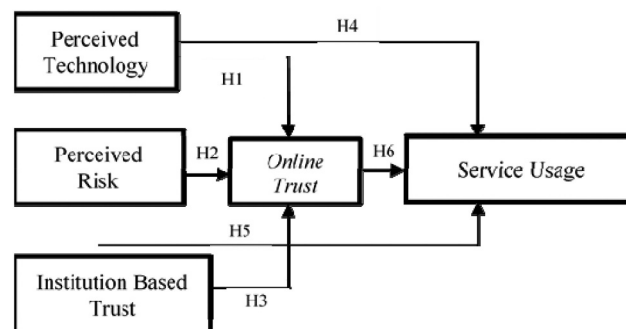 Perceived
Technology
H4
H1
Perceived
Risk
H2
Online
Trust
H6
Service Usage
H5
Institution Based
Trust
H3